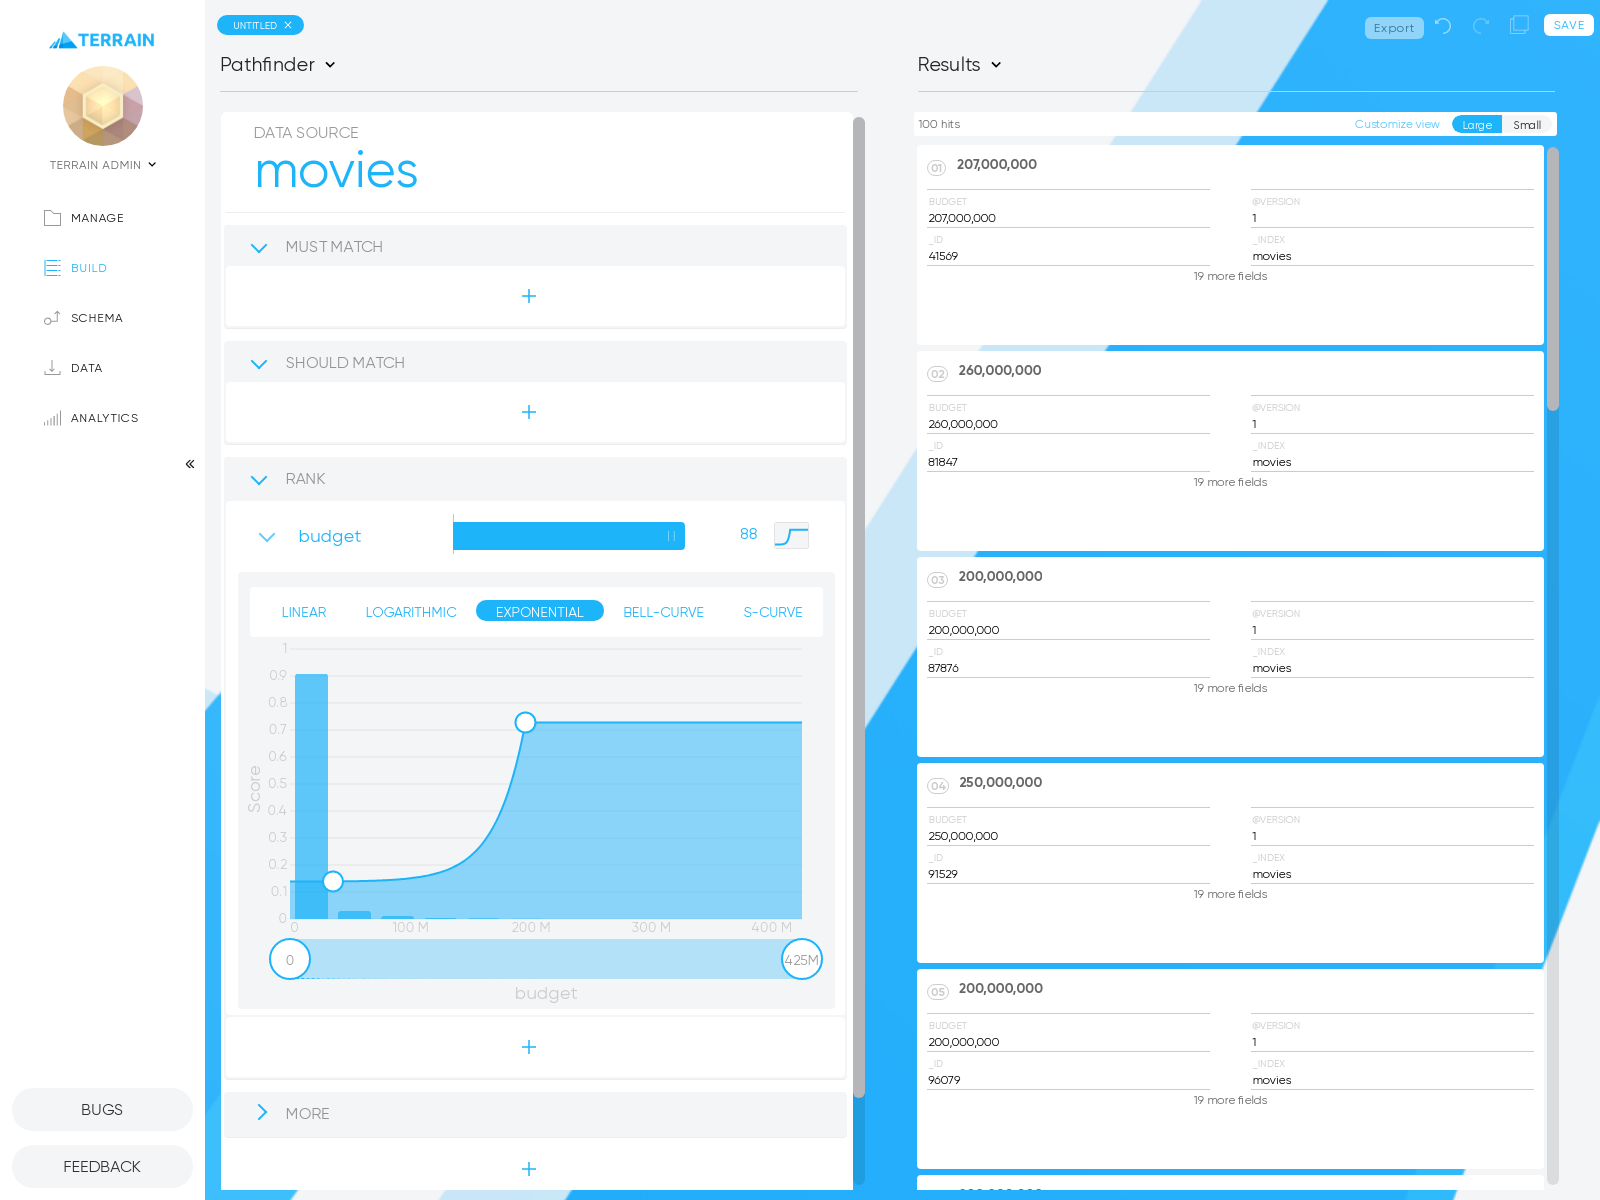 TERRAIN
TERRAIN ADMIN
MANAGE
BUILD
SCHEMA
DATA
ANALYTICS
BUGS
FEEDBACK
UNTITLED
Pathfinder
DATA SOURCE
movies
MUST MATCH
SHOULD MATCH
RANK
budget
88
LINEAR LOGARITHMIC EXPONENTIAL BELL-CURVE S-CURVE
1
0.9
0.8
0.7
0.6
0.5
0.4
0.3
0.2
0.1
0
Score
0 100 M 200 M 300 M 400 M
0 425M
budget
MORE
Export SAVE
Results
100 hits Customize view Large Small
01 207,000,000
BUDGET @VERSION
207,000,000 1
_ID _INDEX
41569 movies
19 more fields
02 260,000,000
BUDGET @VERSION
260,000,000 1
_ID _INDEX
81847 movies
19 more fields
03 200,000,000
BUDGET @VERSION
200,000,000 1
_ID _INDEX
87876 movies
19 more fields
04 250,000,000
BUDGET @VERSION
250,000,000 1
_ID _INDEX
91529 movies
19 more fields
05 200,000,000
BUDGET @VERSION
200,000,000 1
_ID _INDEX
96079 movies
19 more fields